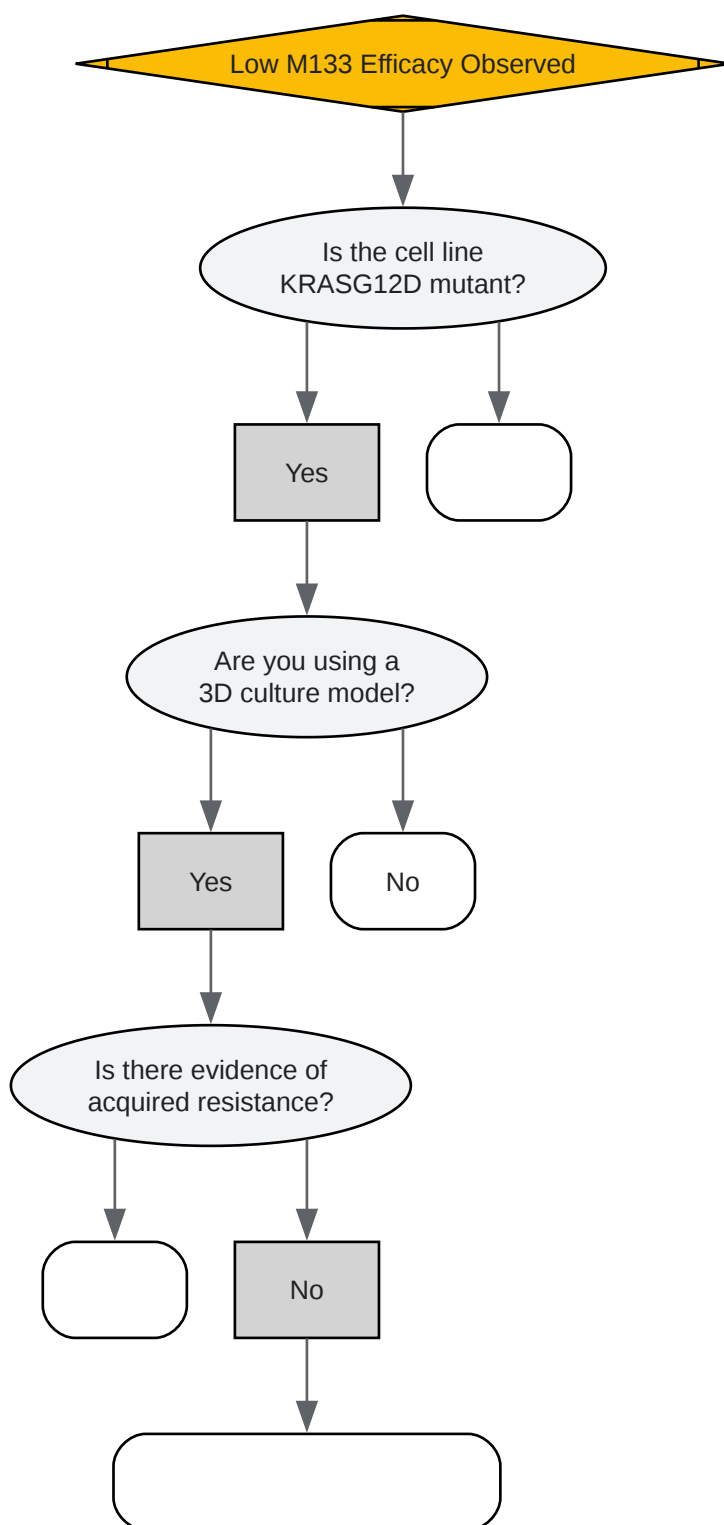 Low M133 Efficacy Observed
Is the cell line
KRASG12D mutant?
Yes
Are you using a
3D culture model?
Yes
No
Is there evidence of
acquired resistance?
No